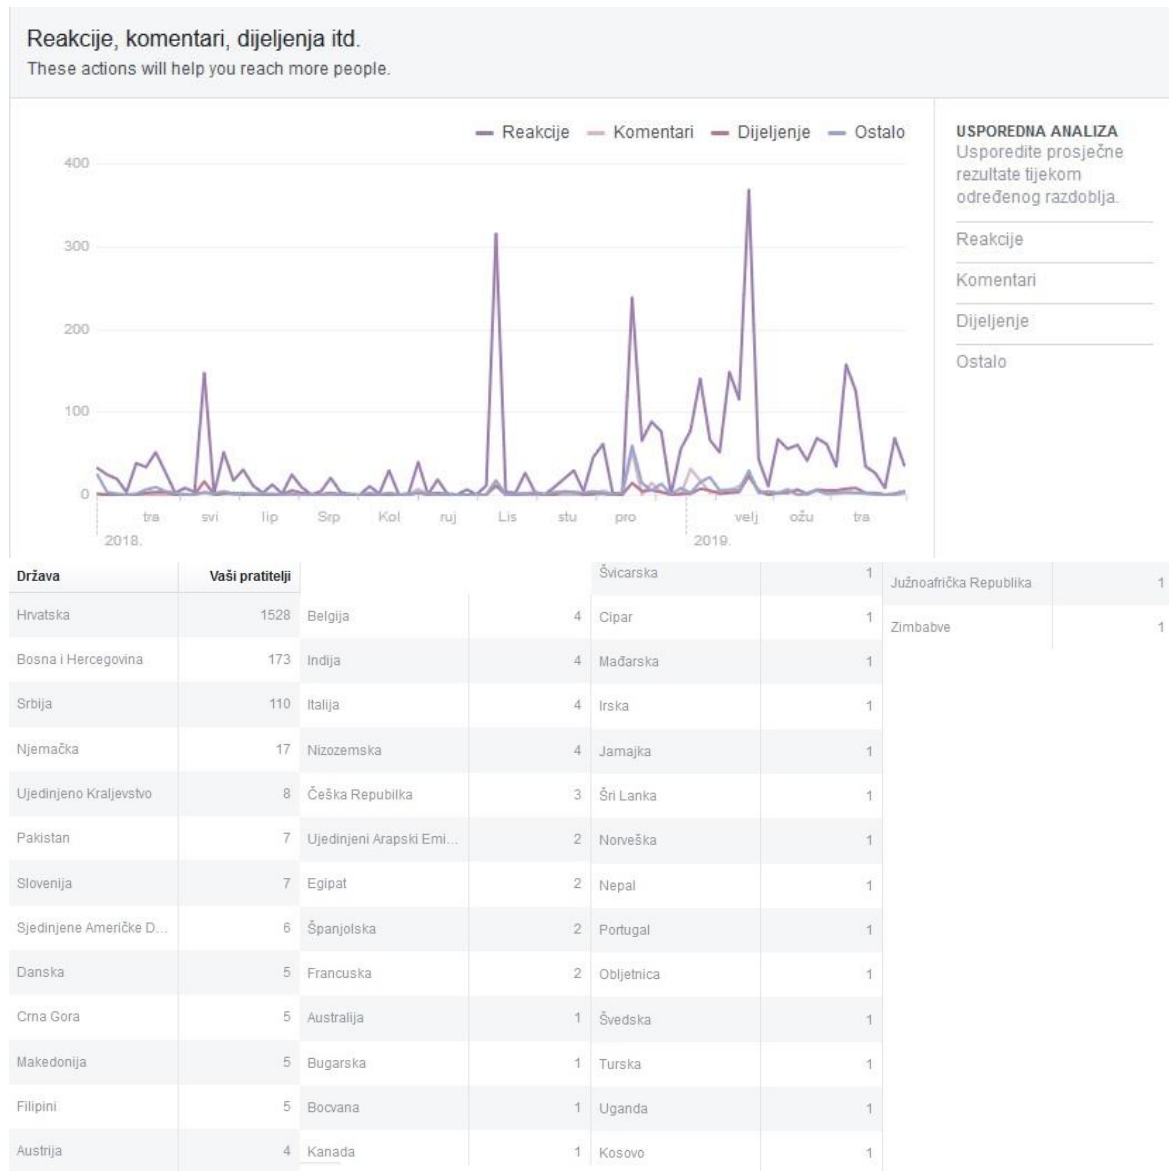 Reakcije, komentari, dijeljenja itd.
These actions will help you reach more people.
Reakcije Komentari Dijeljenje Ostalo
400
300
200
100
0
tra svi lip Srp Kol ruj Lis stu pro velj ožu tra
2018. 2019.
USPOREDNA ANALIZA
Usporedite prosječne
rezultate tijekom
određenog razdoblja.
Reakcije
Komentari
Dijeljenje
Ostalo
Država Vaši pratitelji
Hrvatska 1528
Bosna i Hercegovina 173
Srbija 110
Njemačka 17
Ujedinjeno Kraljevstvo 8
Pakistan 7
Slovenija 7
Sjedinjene Američke D... 6
Danska 5
Crna Gora 5
Makedonija 5
Filipini 5
Austrija 4
Belgija 4
Indija 4
Italija 4
Nizozemska 4
Češka Repubilka 3
Ujedinjeni Arapski Emi... 2
Egipat 2
Španjolska 2
Francuska 2
Australija 1
Bugarska 1
Bocvana 1
Kanada 1
Švicarska 1
Cipar 1
Mađarska 1
Irska 1
Jamajka 1
Šri Lanka 1
Norveška 1
Nepal 1
Portugal 1
Obljetnica 1
Švedska 1
Turska 1
Uganda 1
Kosovo 1
Južnoafrička Republika 1
Zimbabve 1